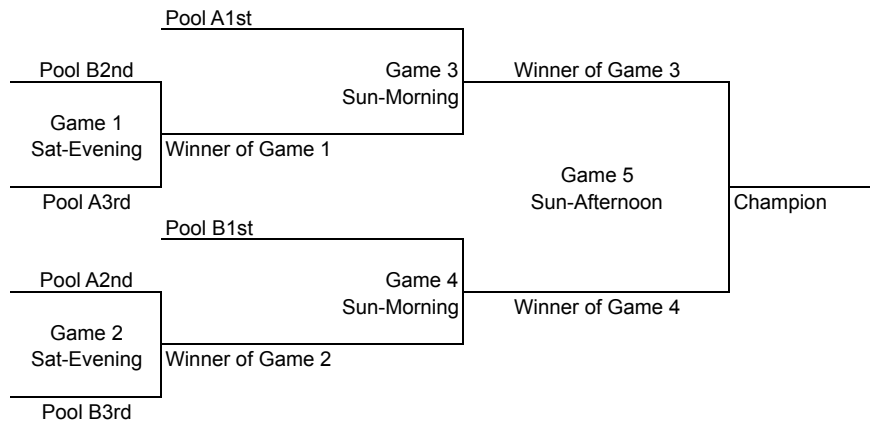 Pool A1st
Pool B2nd
Game 3
Winner of Game 3
Sun-Morning
Game 1
Sat-Evening
Winner of Game 1
Game 5
Sun-Afternoon
Pool A3rd
Champion
Pool B1st
Pool A2nd
Game 4
Sun-Morning
Winner of Game 4
Game 2
Sat-Evening
Winner of Game 2
Pool B3rd